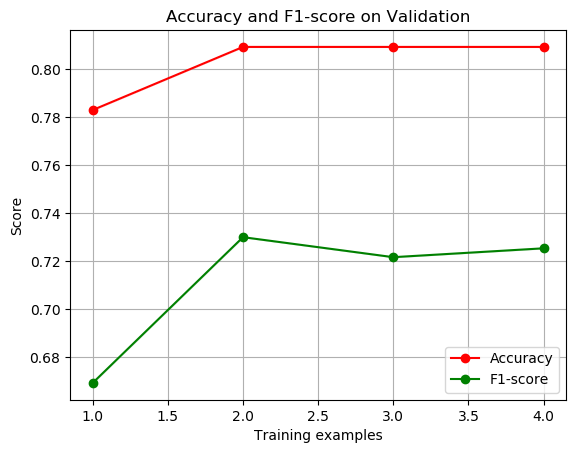 Accuracy and F1-score on Validation
Score
0.80
0.78
0.76
0.74
0.72
0.70
0.68
Accuracy
F1-score
1.0 1.5 2.0 2.5 3.0 3.5 4.0
Training examples